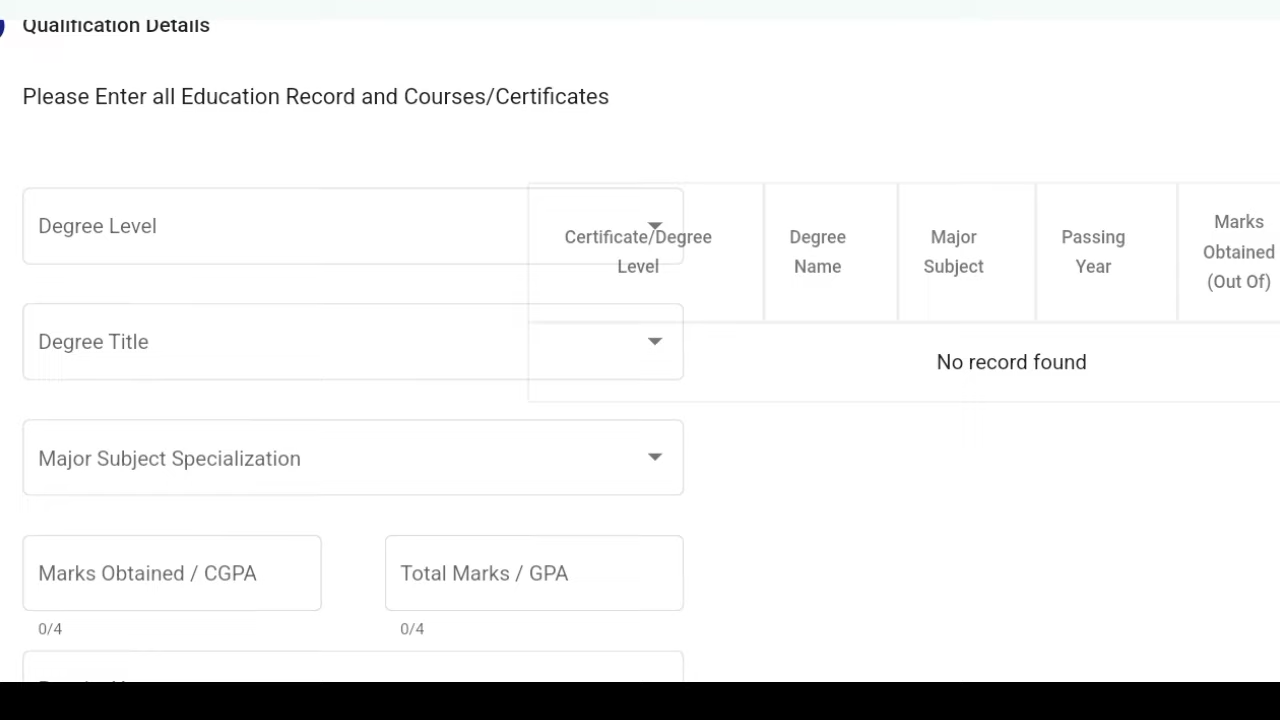 Qualification Details
Please Enter all Education Record and Courses/Certificates
Degree Level
Degree Title
Major Subject Specialization
Marks Obtained / CGPA
Total Marks / GPA
0/4
0/4
Certificate/Degree
Level
Degree
Name
Major
Subject
Passing
Year
Marks
Obtained
(Out Of)
No record found